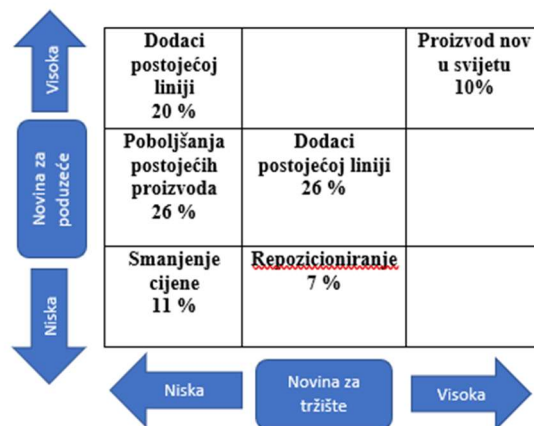 Visoka
Novina za
poduzeće
Niska
Dodaci
postojećoj
liniji
20 %
Proizvod nov
u svijetu
10%
Poboljšanja
postojećih
proizvoda
26 %
Dodaci
postojećoj liniji
26 %
Smanjenje
cijene
11 %
Repozicioniranje
7 %
Niska
Novina za
tržište
Visoka